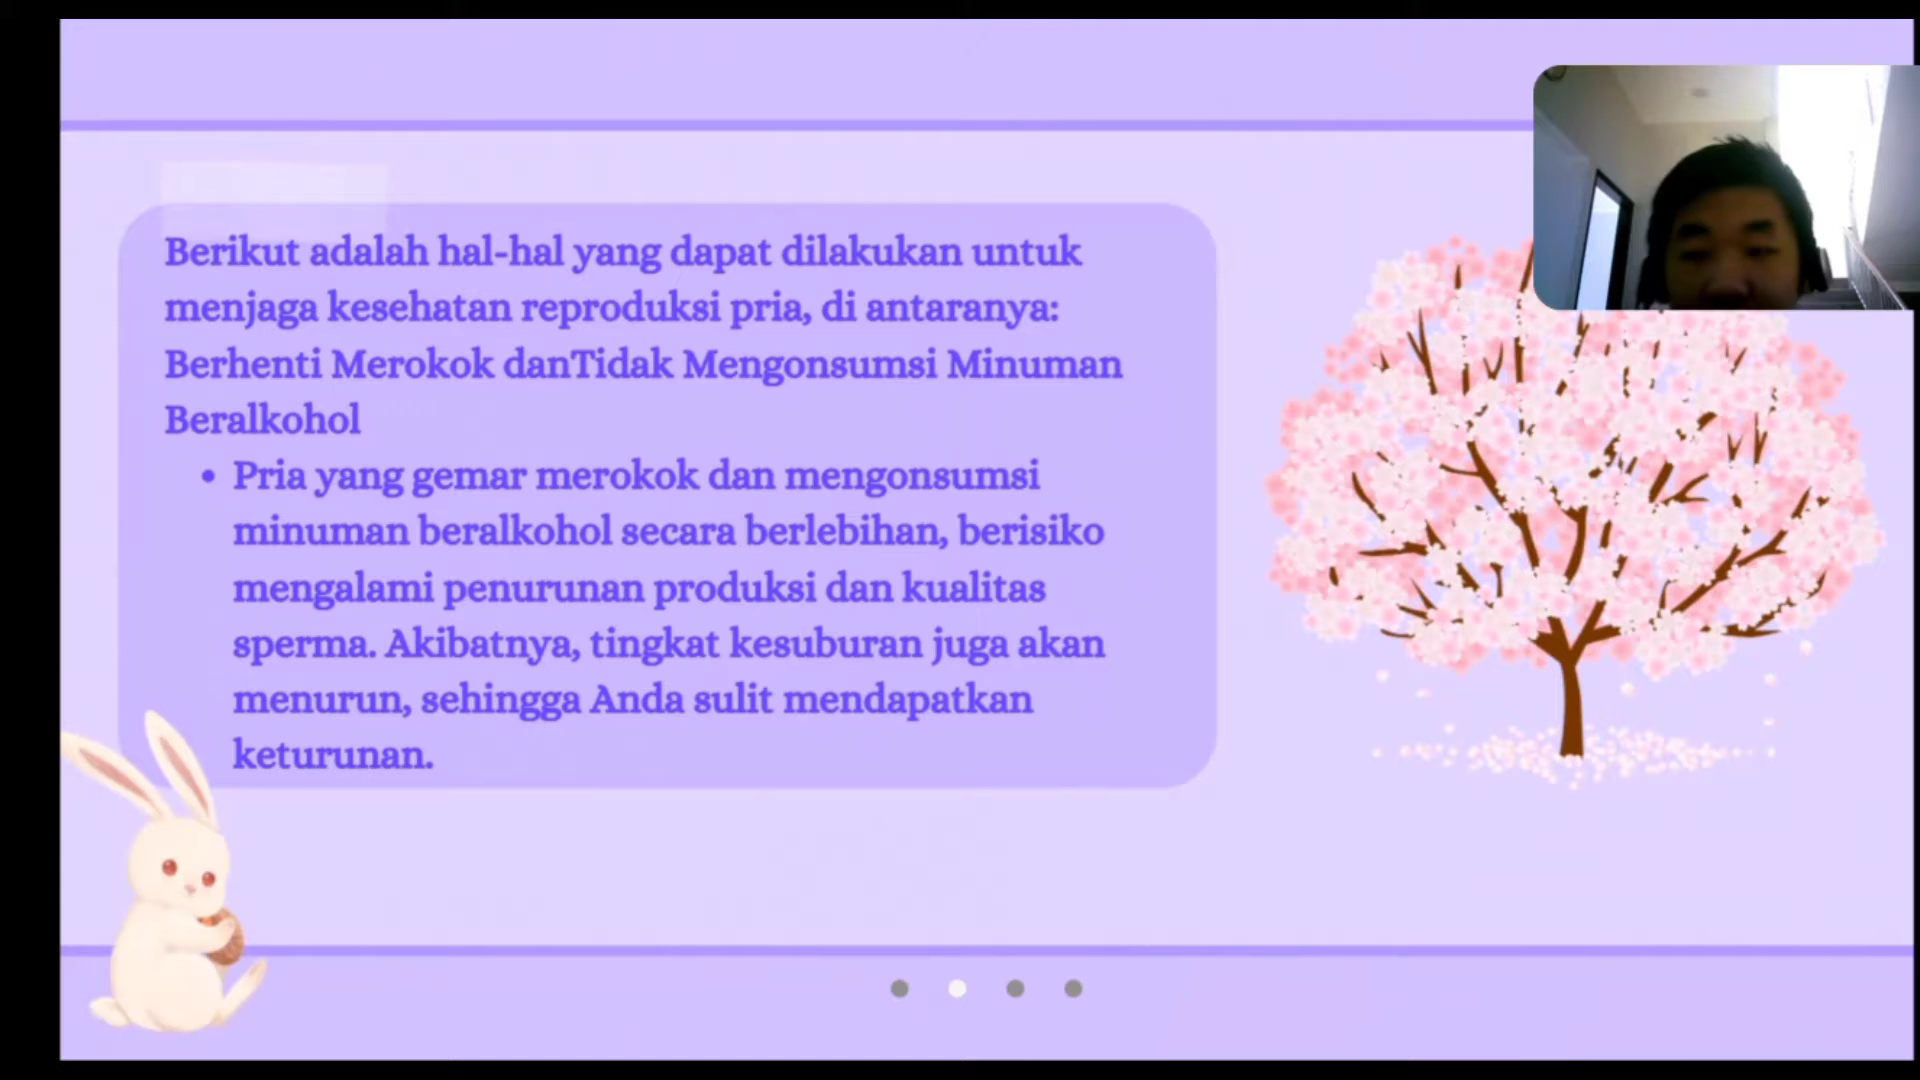 Berikut adalah hal-hal yang dapat dilakukan untuk
menjaga kesehatan reproduksi pria, di antaranya:
Berhenti Merokok danTidak Mengonsumsi Minuman
Beralkohol
• Pria yang gemar merokok dan mengonsumsi
minuman beralkohol secara berlebihan, berisiko
mengalami penurunan produksi dan kualitas
sperma. Akibatnya, tingkat kesuburan juga akan
menurun, sehingga Anda sulit mendapatkan
keturunan.